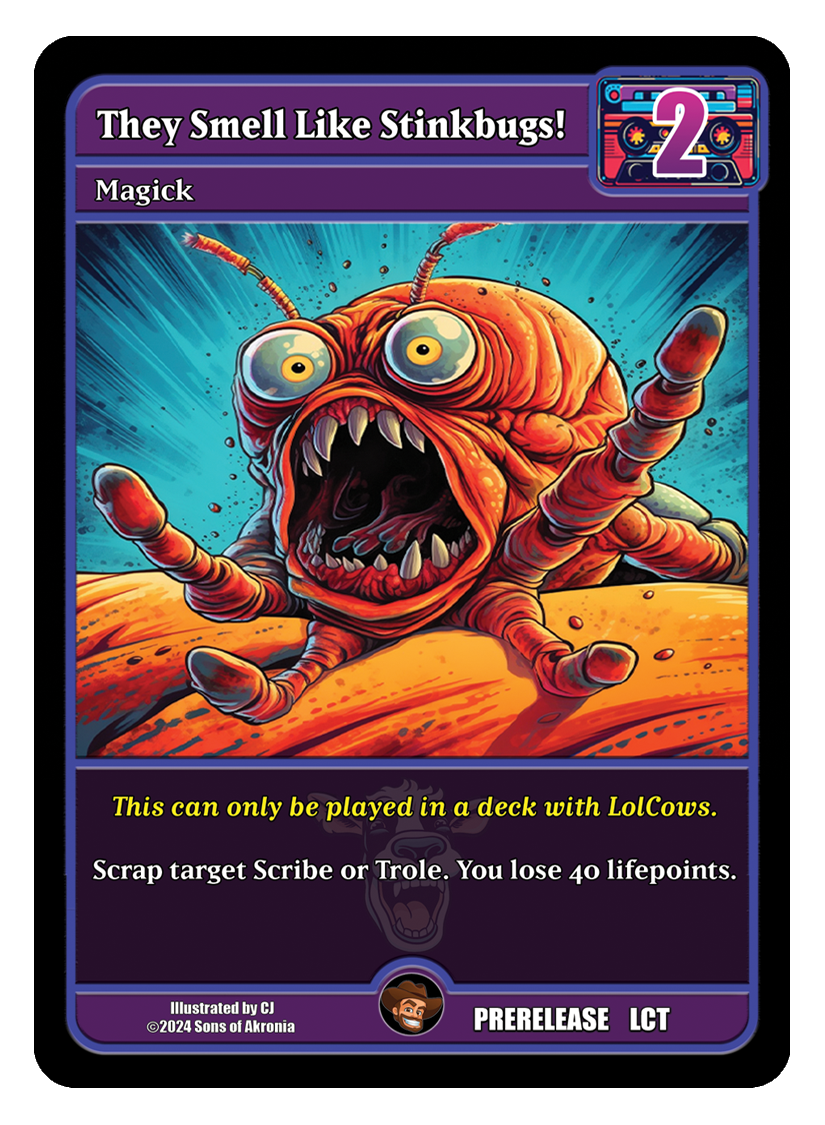 They Smell Like Stinkbugs!
2
Magick
This can only be played in a deck with LolCows.
Scrap target Scribe or Trole. You lose 40 lifepoints.
Illustrated by CJ
©2024 Sons of Akronia
PRERELEASE LCT